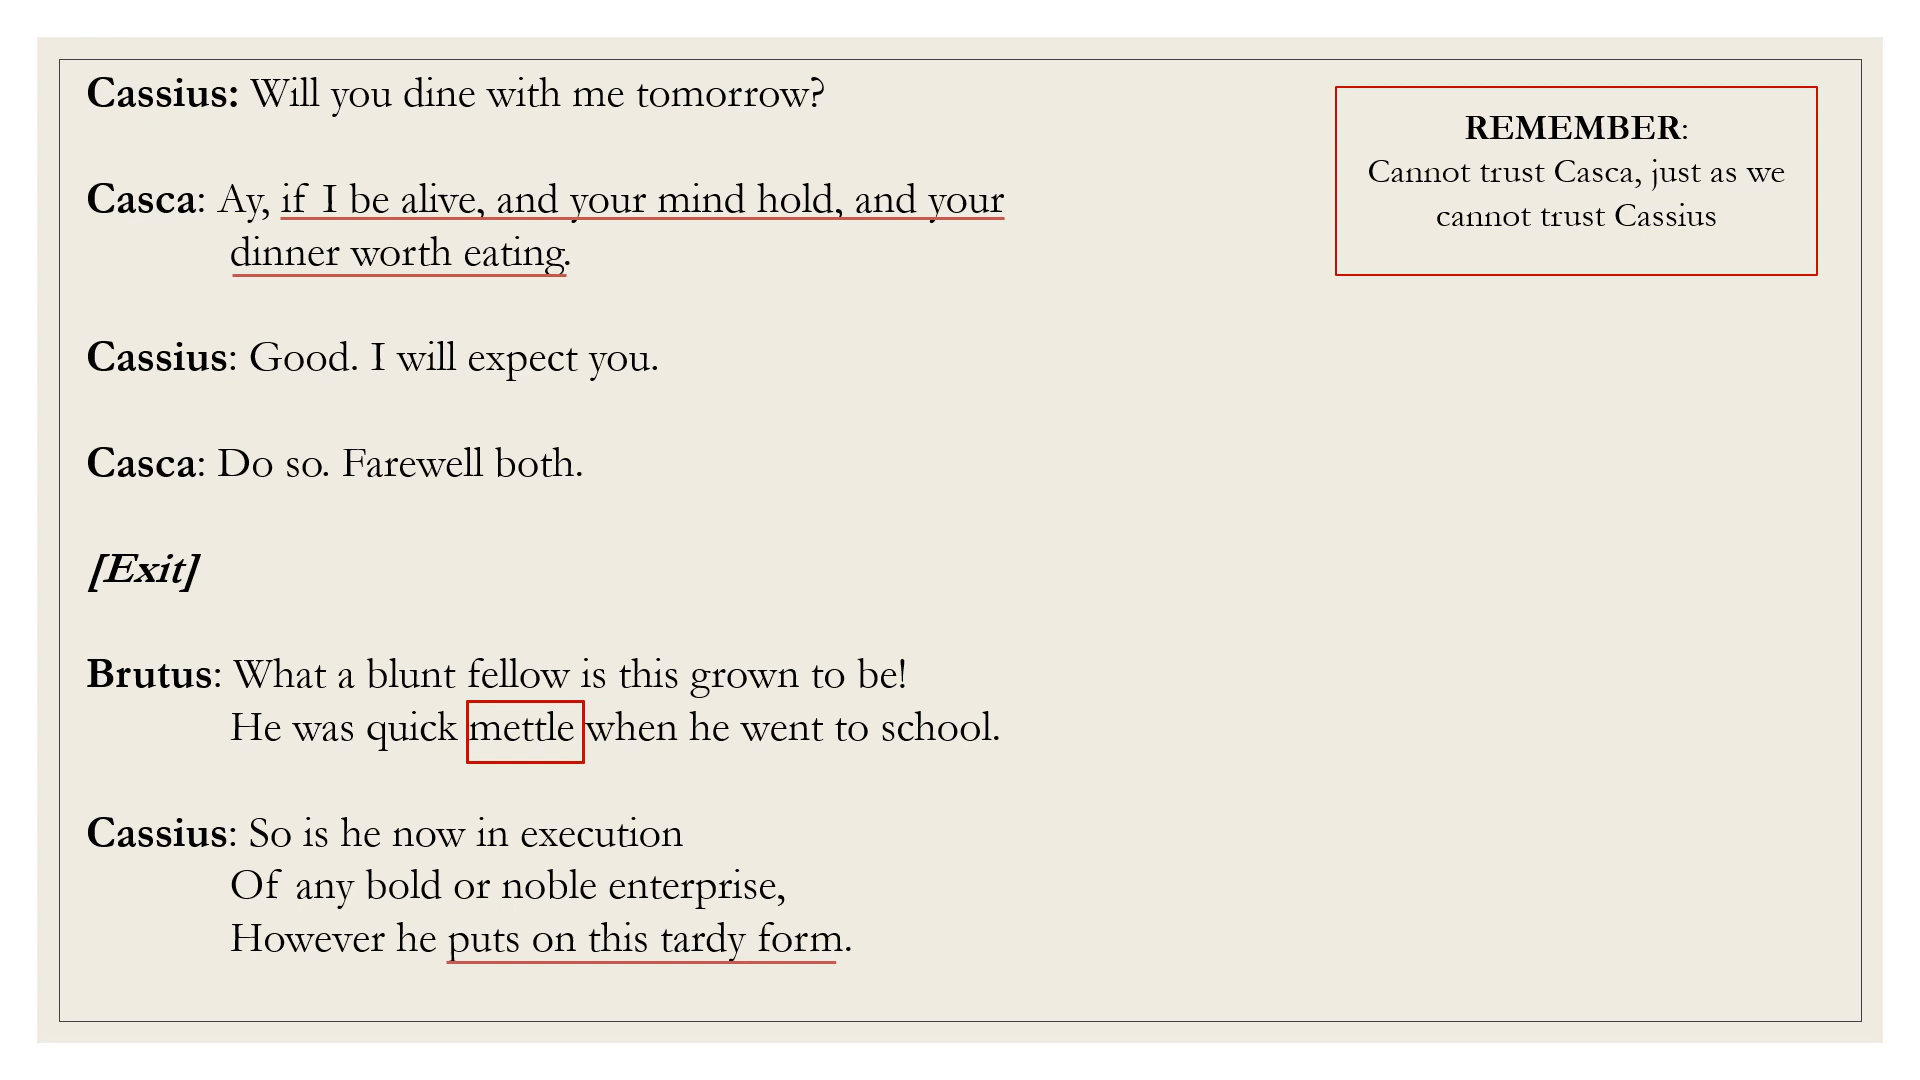 Cassius: Will you dine with me tomorrow?
Casca: Ay, if I be alive, and your mind hold, and your
dinner worth eating.
Cassius: Good. I will expect you.
Casca: Do so. Farewell both.
[Exit]
Brutus: What a blunt fellow is this grown to be!
He was quick mettle when he went to school.
Cassius: So is he now in execution
Of any bold or noble enterprise,
However he puts on this tardy form.
REMEMBER:
Cannot trust Casca, just as we
cannot trust Cassius